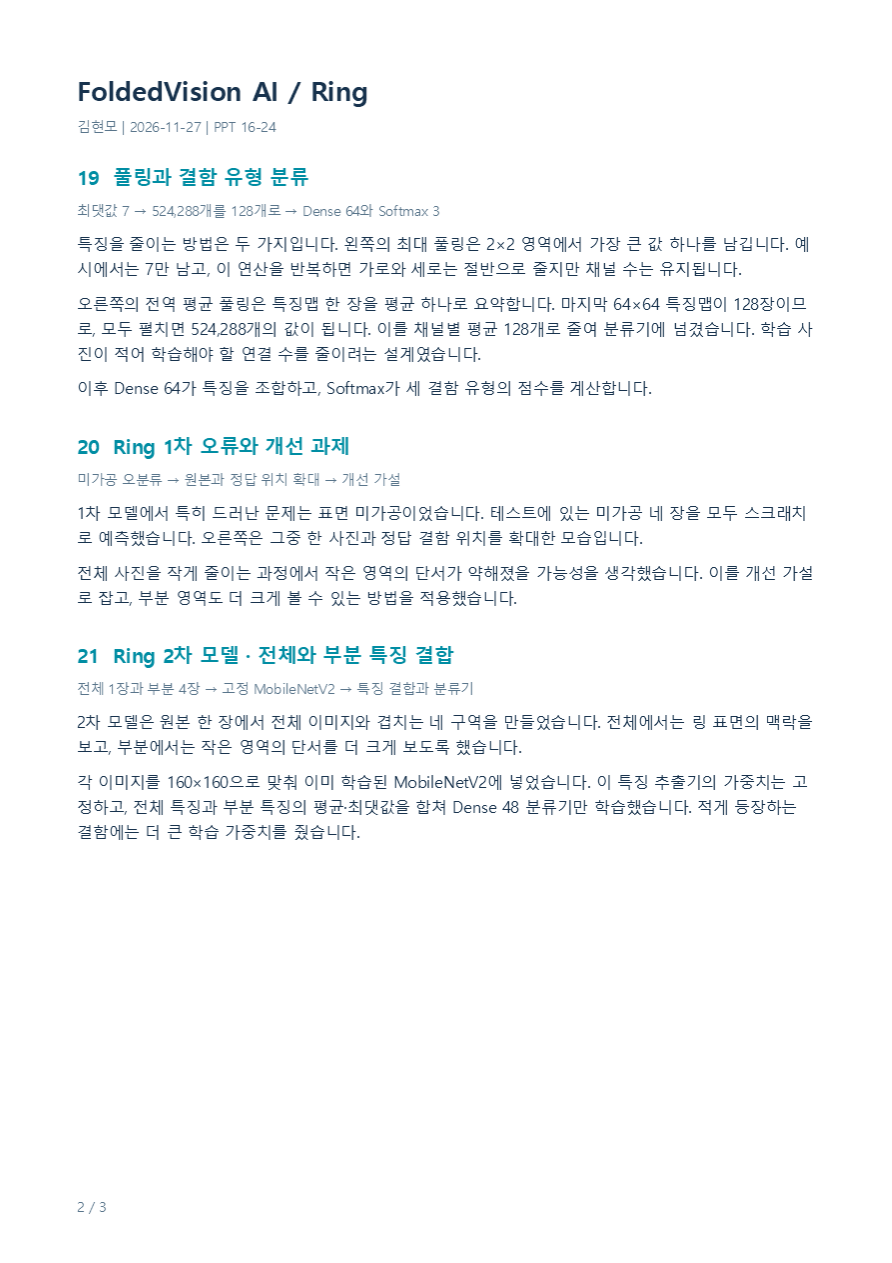 FoldedVision AI / Ring
김현모 | 2026-11-27 | PPT 16-24
19 풀링과 결함 유형 분류
최댓값 7 → 524,288개를 128개로 → Dense 64와 Softmax 3
특징을 줄이는 방법은 두 가지입니다. 왼쪽의 최대 풀링은 2×2 영역에서 가장 큰 값 하나를 남깁니다. 예
시에서는 7만 남고, 이 연산을 반복하면 가로와 세로는 절반으로 줄지만 채널 수는 유지됩니다.
오른쪽의 전역 평균 풀링은 특징맵 한 장을 평균 하나로 요약합니다. 마지막 64×64 특징맵이 128장이므
로, 모두 펼치면 524,288개의 값이 됩니다. 이를 채널별 평균 128개로 줄여 분류기에 넘겼습니다. 학습 사
진이 적어 학습해야 할 연결 수를 줄이려는 설계였습니다.
이후 Dense 64가 특징을 조합하고, Softmax가 세 결함 유형의 점수를 계산합니다.
20 Ring 1차 오류와 개선 과제
미가공 오분류 → 원본과 정답 위치 확대 → 개선 가설
1차 모델에서 특히 드러난 문제는 표면 미가공이었습니다. 테스트에 있는 미가공 네 장을 모두 스크래치
로 예측했습니다. 오른쪽은 그중 한 사진과 정답 결함 위치를 확대한 모습입니다.
전체 사진을 작게 줄이는 과정에서 작은 영역의 단서가 약해졌을 가능성을 생각했습니다. 이를 개선 가설
로 잡고, 부분 영역도 더 크게 볼 수 있는 방법을 적용했습니다.
21 Ring 2차 모델 · 전체와 부분 특징 결합
전체 1장과 부분 4장 → 고정 MobileNetV2 → 특징 결합과 분류기
2차 모델은 원본 한 장에서 전체 이미지와 겹치는 네 구역을 만들었습니다. 전체에서는 링 표면의 맥락을
보고, 부분에서는 작은 영역의 단서를 더 크게 보도록 했습니다.
각 이미지를 160×160으로 맞춰 이미 학습된 MobileNetV2에 넣었습니다. 이 특징 추출기의 가중치는 고
정하고, 전체 특징과 부분 특징의 평균·최댓값을 합쳐 Dense 48 분류기만 학습했습니다. 적게 등장하는
결함에는 더 큰 학습 가중치를 줬습니다.
2 / 3